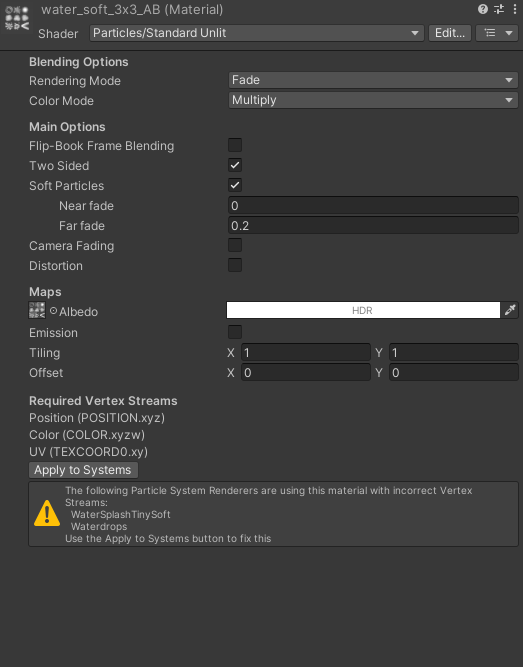 water_soft_3x3_AB (Material)
Shader Particles/Standard Unlit Edit...
Blending Options
Rendering Mode Fade
Color Mode Multiply
Main Options
Flip-Book Frame Blending
Two Sided
Soft Particles
Near fade 0
Far fade 0.2
Camera Fading
Distortion
Maps
Albedo HDR
Emission
Tiling X 1 Y 1
Offset X 0 Y 0
Required Vertex Streams
Position (POSITION.xyz)
Color (COLOR.xyzw)
UV (TEXCOORD0.xy)
Apply to Systems
The following Particle System Renderers are using this material with incorrect Vertex
Streams:
WaterSplashTinySoft
Waterdrops
Use the Apply to Systems button to fix this